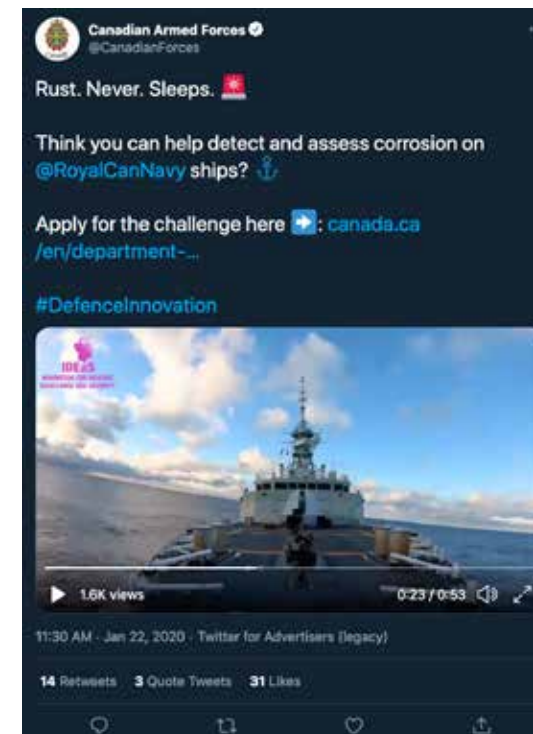 Canadian Armed Forces
@CanadianForces
Rust. Never. Sleeps. 🚨
Think you can help detect and assess corrosion on
@RoyalCanNavy ships? ⚓
Apply for the challenge here ➡️: canada.ca
/en/department-...
#DefenceInnovation
IDEaS
1.6K views
0:23 / 0:53
11:30 AM · Jan 22, 2020 · Twitter for Advertisers (legacy)
14 Retweets 3 Quote Tweets 31 Likes